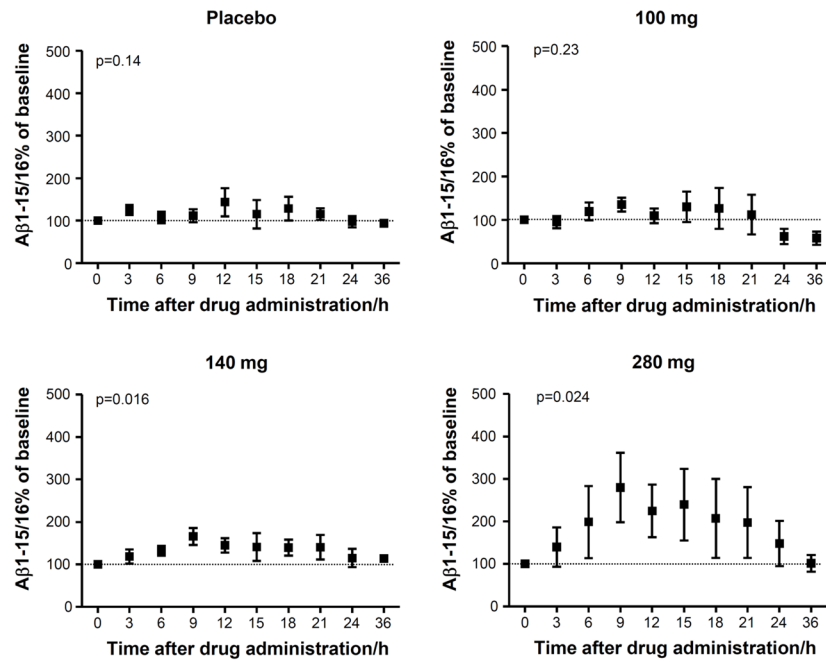 Placebo
p=0.14
Aβ1-15/16% of baseline
500
400
300
200
100
0
0 3 6 9 12 15 18 21 24 36
Time after drug administration/h
100 mg
p=0.23
Aβ1-15/16% of baseline
500
400
300
200
100
0
0 3 6 9 12 15 18 21 24 36
Time after drug administration/h
140 mg
p=0.016
Aβ1-15/16% of baseline
500
400
300
200
100
0
0 3 6 9 12 15 18 21 24 36
Time after drug administration/h
280 mg
p=0.024
Aβ1-15/16% of baseline
500
400
300
200
100
0
0 3 6 9 12 15 18 21 24 36
Time after drug administration/h